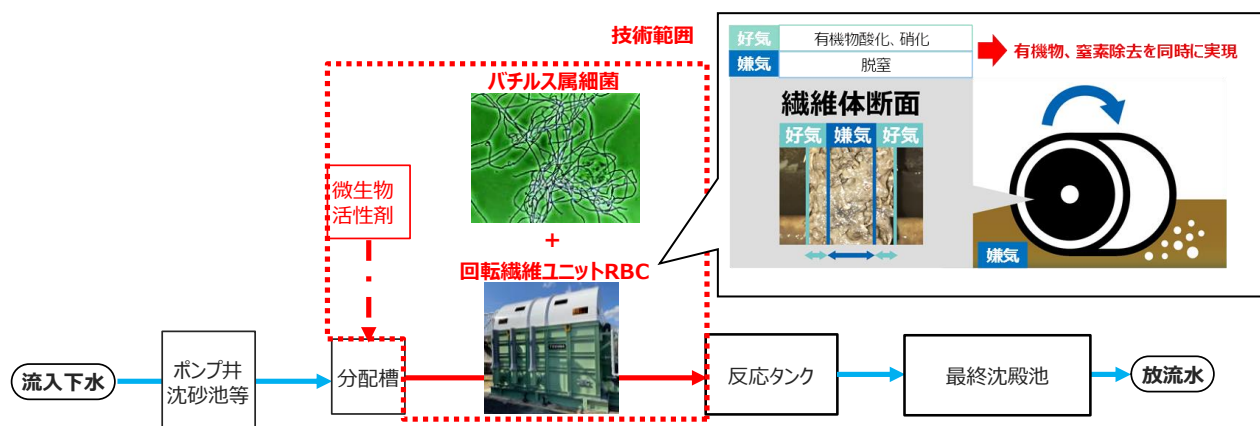 技術範囲
バチルス属細菌
微生物
活性剤
+
回転繊維ユニットRBC
好気 有機物酸化、硝化
嫌気 脱窒
有機物、窒素除去を同時に実現
繊維体断面
好気 嫌気 好気
嫌気
流入下水
ポンプ井
沈砂池等
分配槽
反応タンク
最終沈殿池
放流水